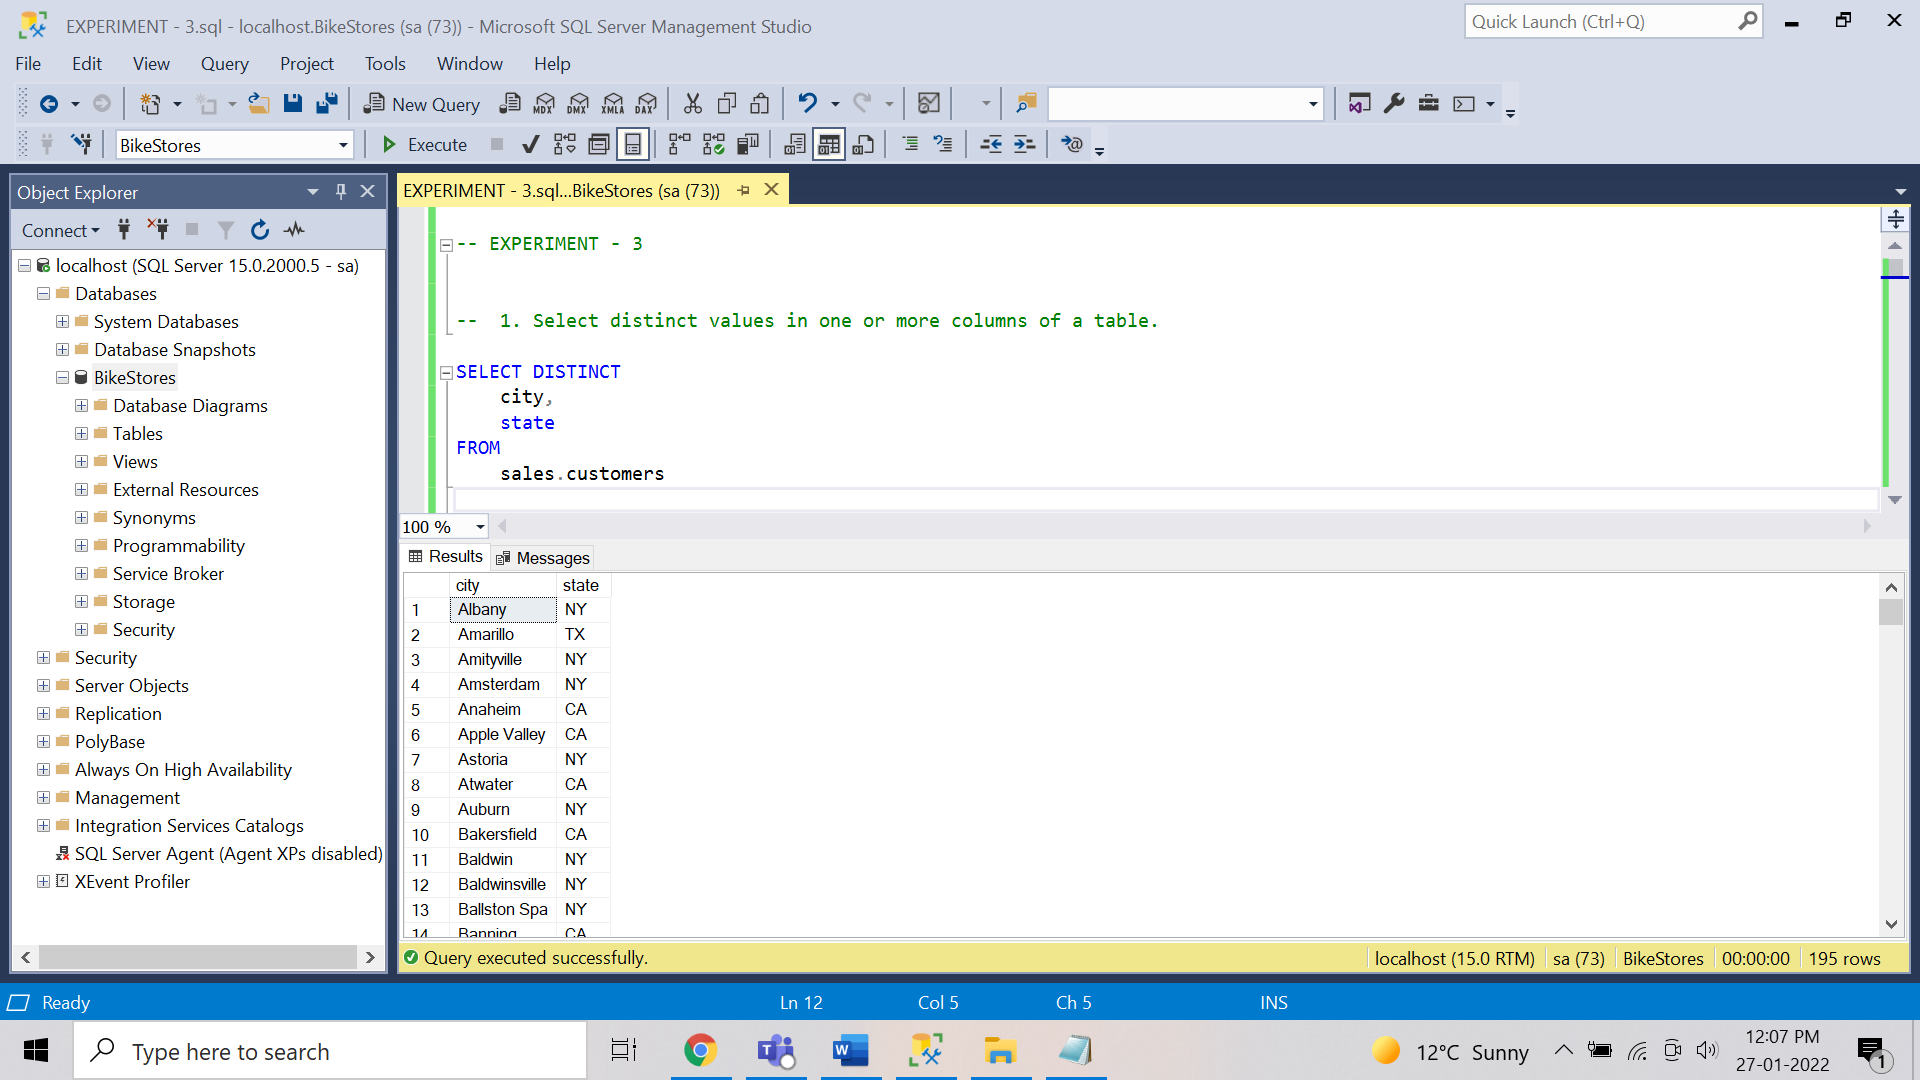 EXPERIMENT - 3.sql - localhost.BikeStores (sa (73)) - Microsoft SQL Server Management Studio
Quick Launch (Ctrl+Q)
File Edit View Query Project Tools Window Help
New Query MDX DMX XMLA DAX
BikeStores Execute
Object Explorer
Connect
localhost (SQL Server 15.0.2000.5 - sa)
Databases
System Databases
Database Snapshots
BikeStores
Database Diagrams
Tables
Views
External Resources
Synonyms
Programmability
Service Broker
Storage
Security
Security
Server Objects
Replication
PolyBase
Always On High Availability
Management
Integration Services Catalogs
SQL Server Agent (Agent XPs disabled)
XEvent Profiler
EXPERIMENT - 3.sql...BikeStores (sa (73))
-- EXPERIMENT - 3
--  1. Select distinct values in one or more columns of a table.
SELECT DISTINCT
city,
state
FROM
sales.customers
100 %
Results Messages
city state
1 Albany NY
2 Amarillo TX
3 Amityville NY
4 Amsterdam NY
5 Anaheim CA
6 Apple Valley CA
7 Astoria NY
8 Atwater CA
9 Auburn NY
10 Bakersfield CA
11 Baldwin NY
12 Baldwinsville NY
13 Ballston Spa NY
14 Banning CA
Query executed successfully. localhost (15.0 RTM) sa (73) BikeStores 00:00:00 195 rows
Ready Ln 12 Col 5 Ch 5 INS
Type here to search
12°C Sunny
12:07 PM
27-01-2022
1